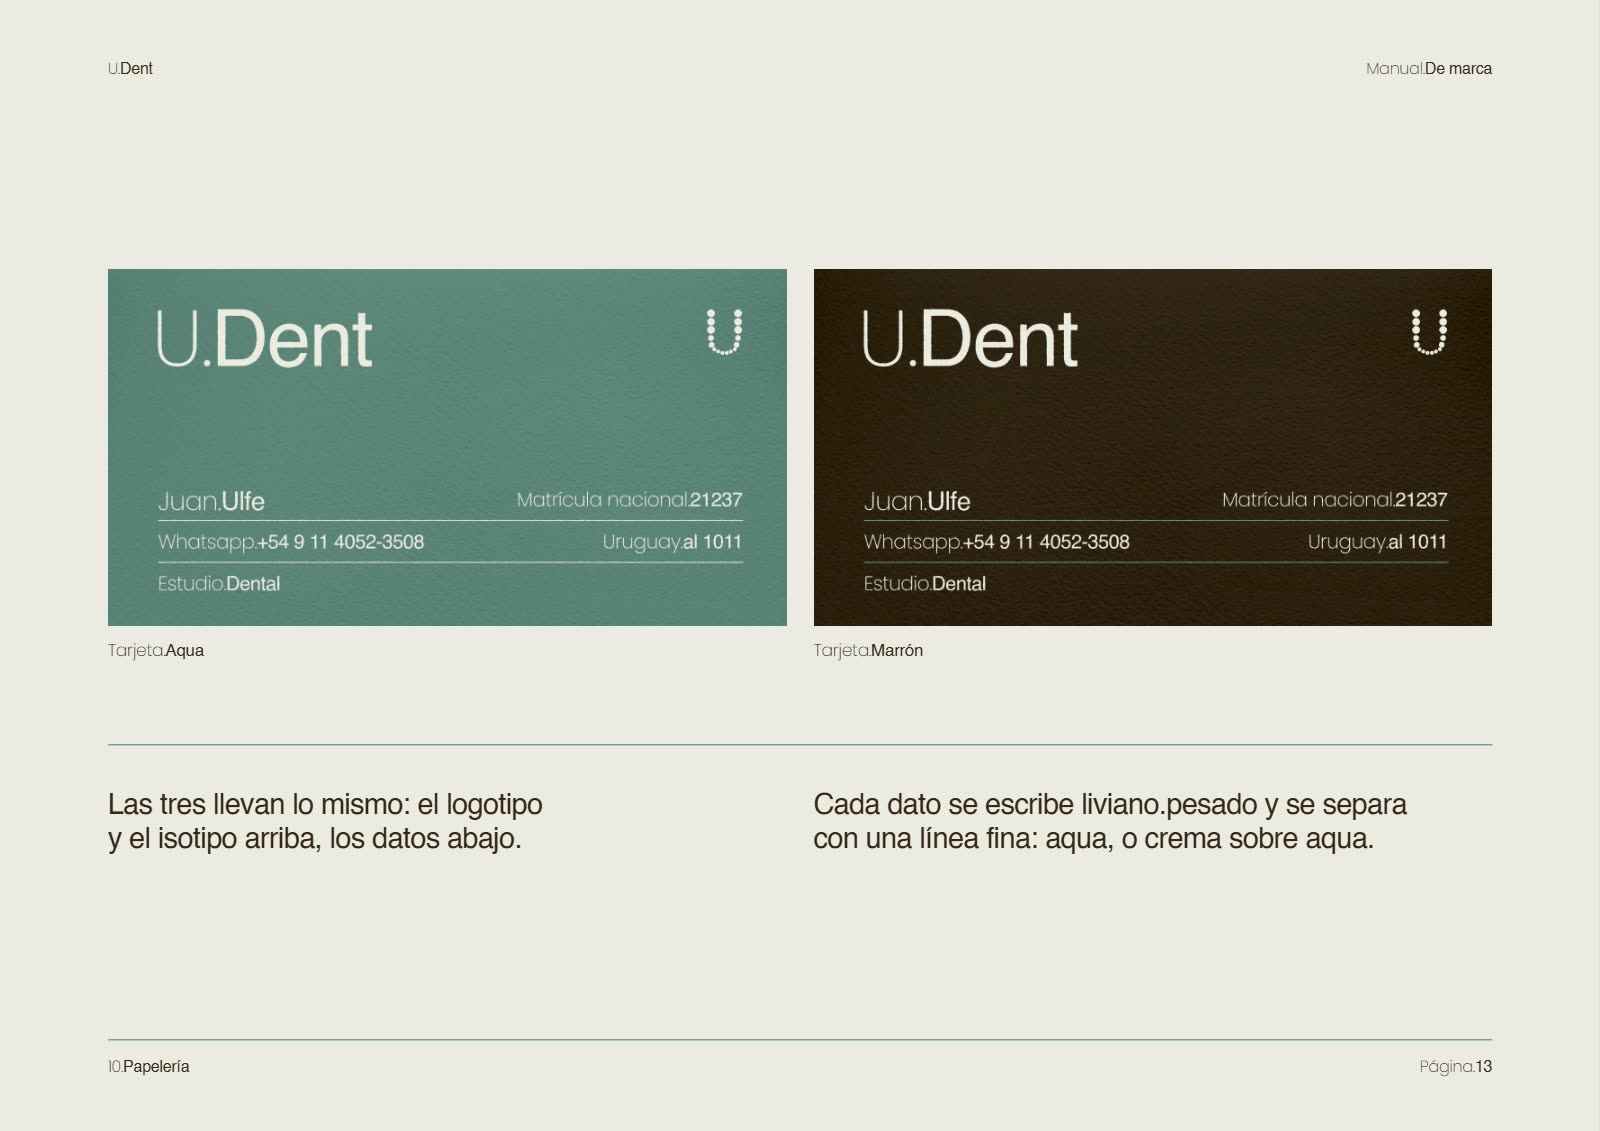 U.Dent
Manual.De marca
U.Dent
U
Juan.Ulfe
Matrícula nacional.21237
Whatsapp.+54 9 11 4052-3508
Uruguay.al 1011
Estudio.Dental
U.Dent
U
Juan.Ulfe
Matrícula nacional.21237
Whatsapp.+54 9 11 4052-3508
Uruguay.al 1011
Estudio.Dental
Tarjeta.Aqua
Tarjeta.Marrón
Las tres llevan lo mismo: el logotipo
y el isotipo arriba, los datos abajo.
Cada dato se escribe liviano.pesado y se separa
con una línea fina: aqua, o crema sobre aqua.
10.Papelería
Página.13